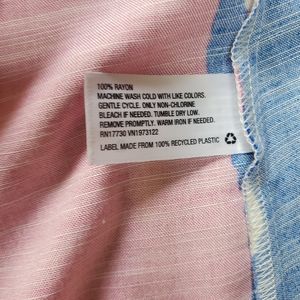 100% RAYON
MACHINE WASH COLD WITH LIKE COLORS.
GENTLE CYCLE. ONLY NON-CHLORINE
BLEACH IF NEEDED. TUMBLE DRY LOW.
REMOVE PROMPTLY. WARM IRON IF NEEDED.
RN17730 VN1973122
LABEL MADE FROM 100% RECYCLED PLASTIC